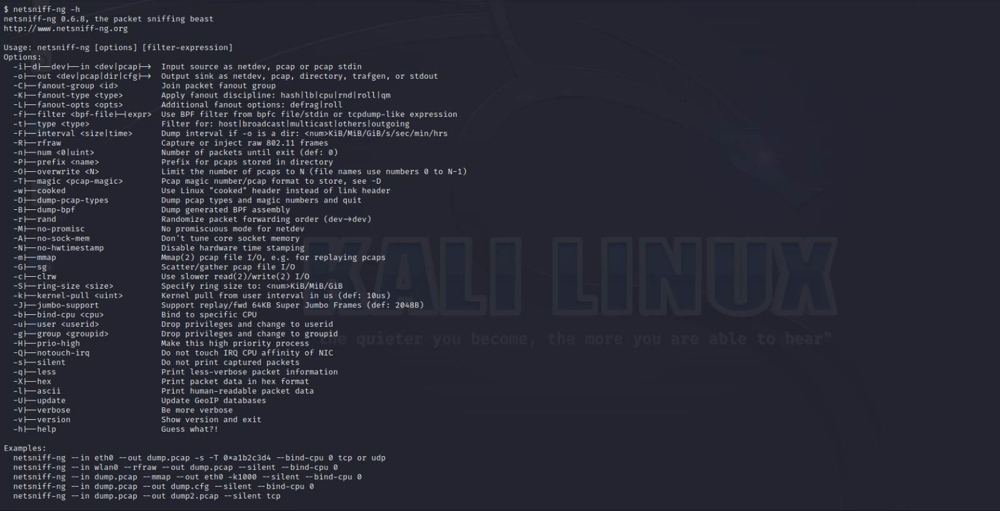 $ netsniff-ng -h
netsniff-ng 0.6.8, the packet sniffing beast
http://www.netsniff-ng.org
Usage: netsniff-ng [options] [filter-expression]
Options:
-i|-d|--dev|--in <dev|pcap|-> Input source as netdev, pcap or pcap stdin
-o|--out <dev|pcap|dir|cfg|-> Output sink as netdev, pcap, directory, trafgen, or stdout
-C|--fanout-group <id> Join packet fanout group
-K|--fanout-type <type> Apply fanout discipline: hash|lb|cpu|rnd|roll|qm
-L|--fanout-opts <opts> Additional fanout options: defrag|roll
-f|--filter <bpf-file|-|expr> Use BPF filter from bpfc file/stdin or tcpdump-like expression
-t|--type <type> Filter for: host|broadcast|multicast|others|outgoing
-F|--interval <size|time> Dump interval if -o is a dir: <num>KiB/MiB/GiB/s/sec/min/hrs
-R|--rfraw Capture or inject raw 802.11 frames
-n|--num <0|uint> Number of packets until exit (def: 0)
-P|--prefix <name> Prefix for pcaps stored in directory
-O|--overwrite <N> Limit the number of pcaps to N (file names use numbers 0 to N-1)
-T|--magic <pcap-magic> Pcap magic number/pcap format to store, see -D
-w|--cooked Use Linux "cooked" header instead of link header
-D|--dump-pcap-types Dump pcap types and magic numbers and quit
-B|--dump-bpf Dump generated BPF assembly
-r|--rand Randomize packet forwarding order (dev->dev)
-M|--no-promisc No promiscuous mode for netdev
-A|--no-sock-mem Don't tune core socket memory
-N|--no-hwtimestamp Disable hardware time stamping
-m|--mmap Mmap(2) pcap file I/O, e.g. for replaying pcaps
-G|--sg Scatter/gather pcap file I/O
-c|--clrw Use slower read(2)/write(2) I/O
-S|--ring-size <size> Specify ring size to: <num>KiB/MiB/GiB
-k|--kernel-pull <uint> Kernel pull from user interval in us (def: 10us)
-J|--jumbo-support Support replay/fwd 64KB Super Jumbo Frames (def: 2048B)
-b|--bind-cpu <cpu> Bind to specific CPU
-u|--user <userid> Drop privileges and change to userid
-g|--group <groupid> Drop privileges and change to groupid
-H|--prio-high Make this high priority process
-Q|--notouch-irq Do not touch IRQ CPU affinity of NIC
-s|--silent Do not print captured packets
-q|--less Print less-verbose packet information
-X|--hex Print packet data in hex format
-l|--ascii Print human-readable packet data
-U|--update Update GeoIP databases
-V|--verbose Be more verbose
-v|--version Show version and exit
-h|--help Guess what?!
Examples:
netsniff-ng --in eth0 --out dump.pcap -s -T 0xa1b2c3d4 --bind-cpu 0 tcp or udp
netsniff-ng --in wlan0 --rfraw --out dump.pcap --silent --bind-cpu 0
netsniff-ng --in dump.pcap --mmap --out eth0 -k1000 --silent --bind-cpu 0
netsniff-ng --in dump.pcap --out dump.cfg --silent --bind-cpu 0
netsniff-ng --in dump.pcap --out dump2.pcap --silent tcp
KALI LINUX
the quieter you become, the more you are able to hear"